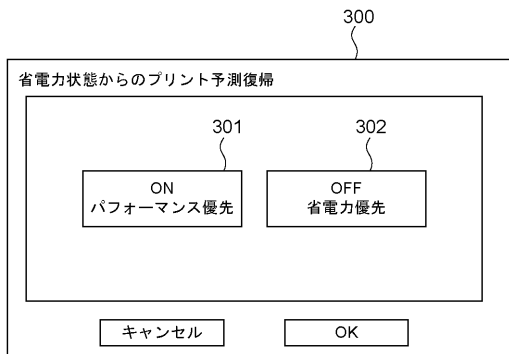 300
省電力状態からのプリント予測復帰
301
302
ON
パフォーマンス優先
OFF
省電力優先
キャンセル
OK